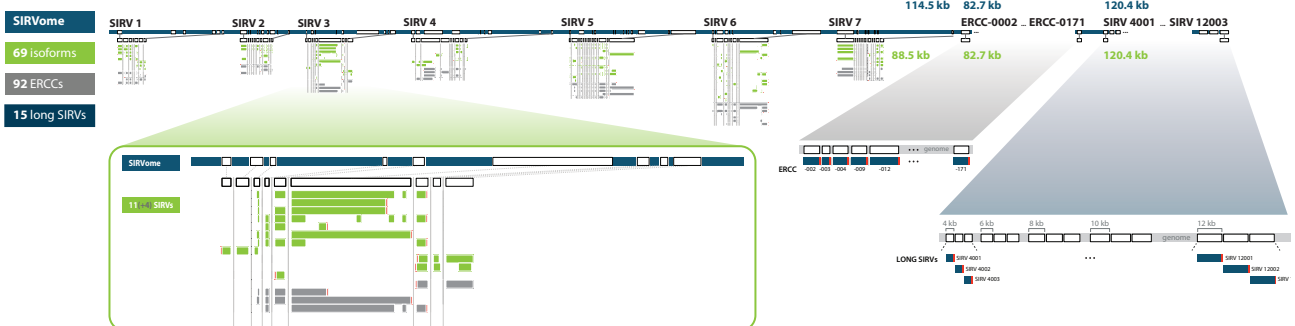 114.5 kb 82.7 kb 120.4 kb
SIRVome
SIRV 1 SIRV 2 SIRV 3 SIRV 4 SIRV 5 SIRV 6 SIRV 7 ERCC-0002 ... ERCC-0171 SIRV 4001 ... SIRV 12003
69 isoforms
88.5 kb 82.7 kb 120.4 kb
92 ERCCs
15 long SIRVs
SIRVome
11 (+4) SIRVs
... genome
ERCC -002 -003 -004 -009 -012 ... -171
4 kb 6 kb 8 kb 10 kb 12 kb
genome
LONG SIRVs SIRV 4001 ... SIRV 12001
SIRV 4002 SIRV 12002
SIRV 4003 SIRV